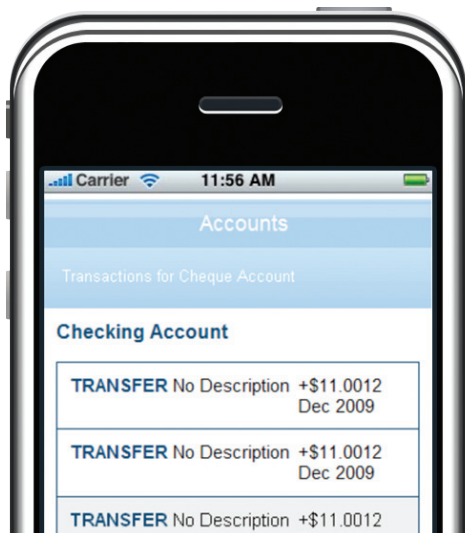 Carrier 11:56 AM
Accounts
Transactions for Cheque Account
Checking Account
TRANSFER No Description +$11.0012
Dec 2009
TRANSFER No Description +$11.0012
Dec 2009
TRANSFER No Description +$11.0012